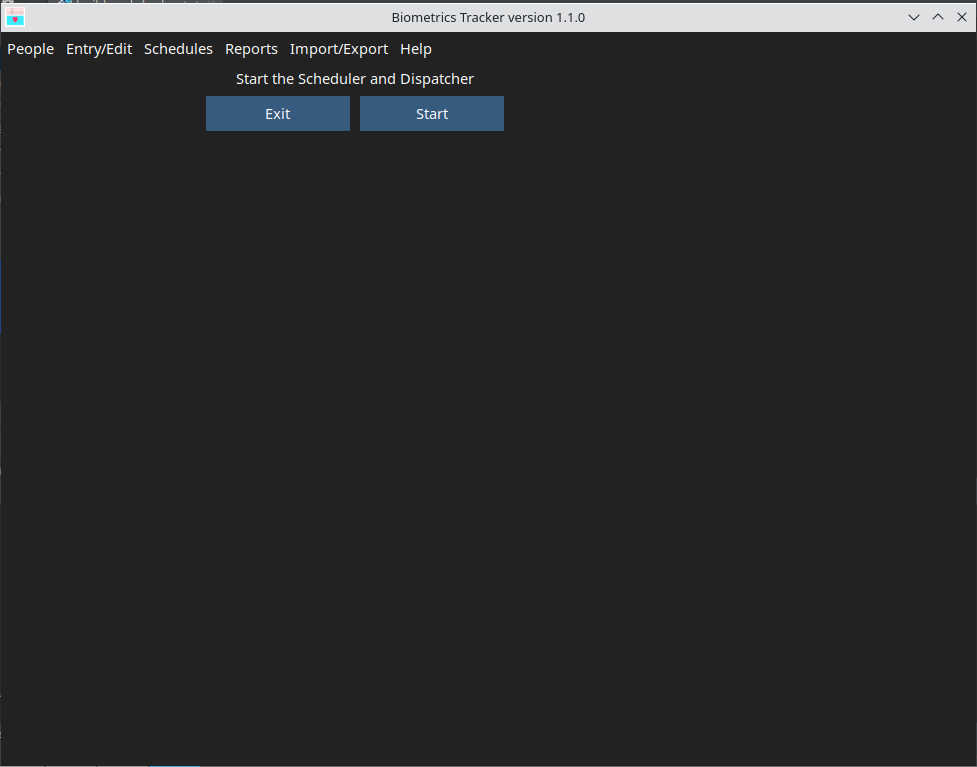 Biometrics Tracker version 1.1.0
People Entry/Edit Schedules Reports Import/Export Help
Start the Scheduler and Dispatcher
Exit Start